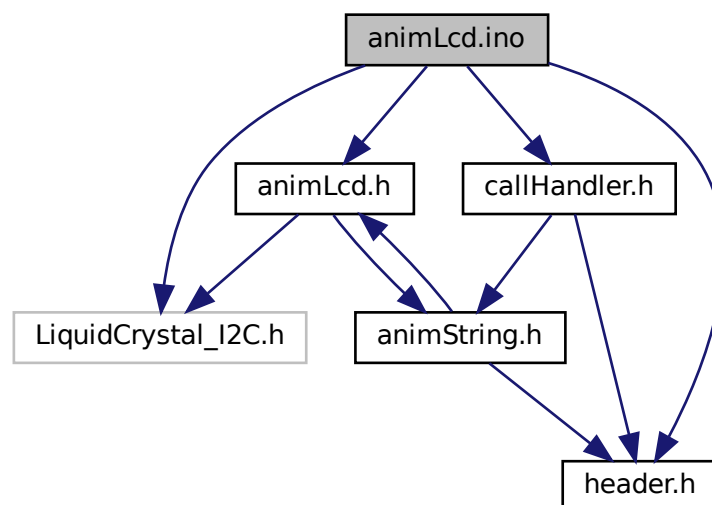 animLcd.ino
animLcd.h
callHandler.h
LiquidCrystal_I2C.h
animString.h
header.h